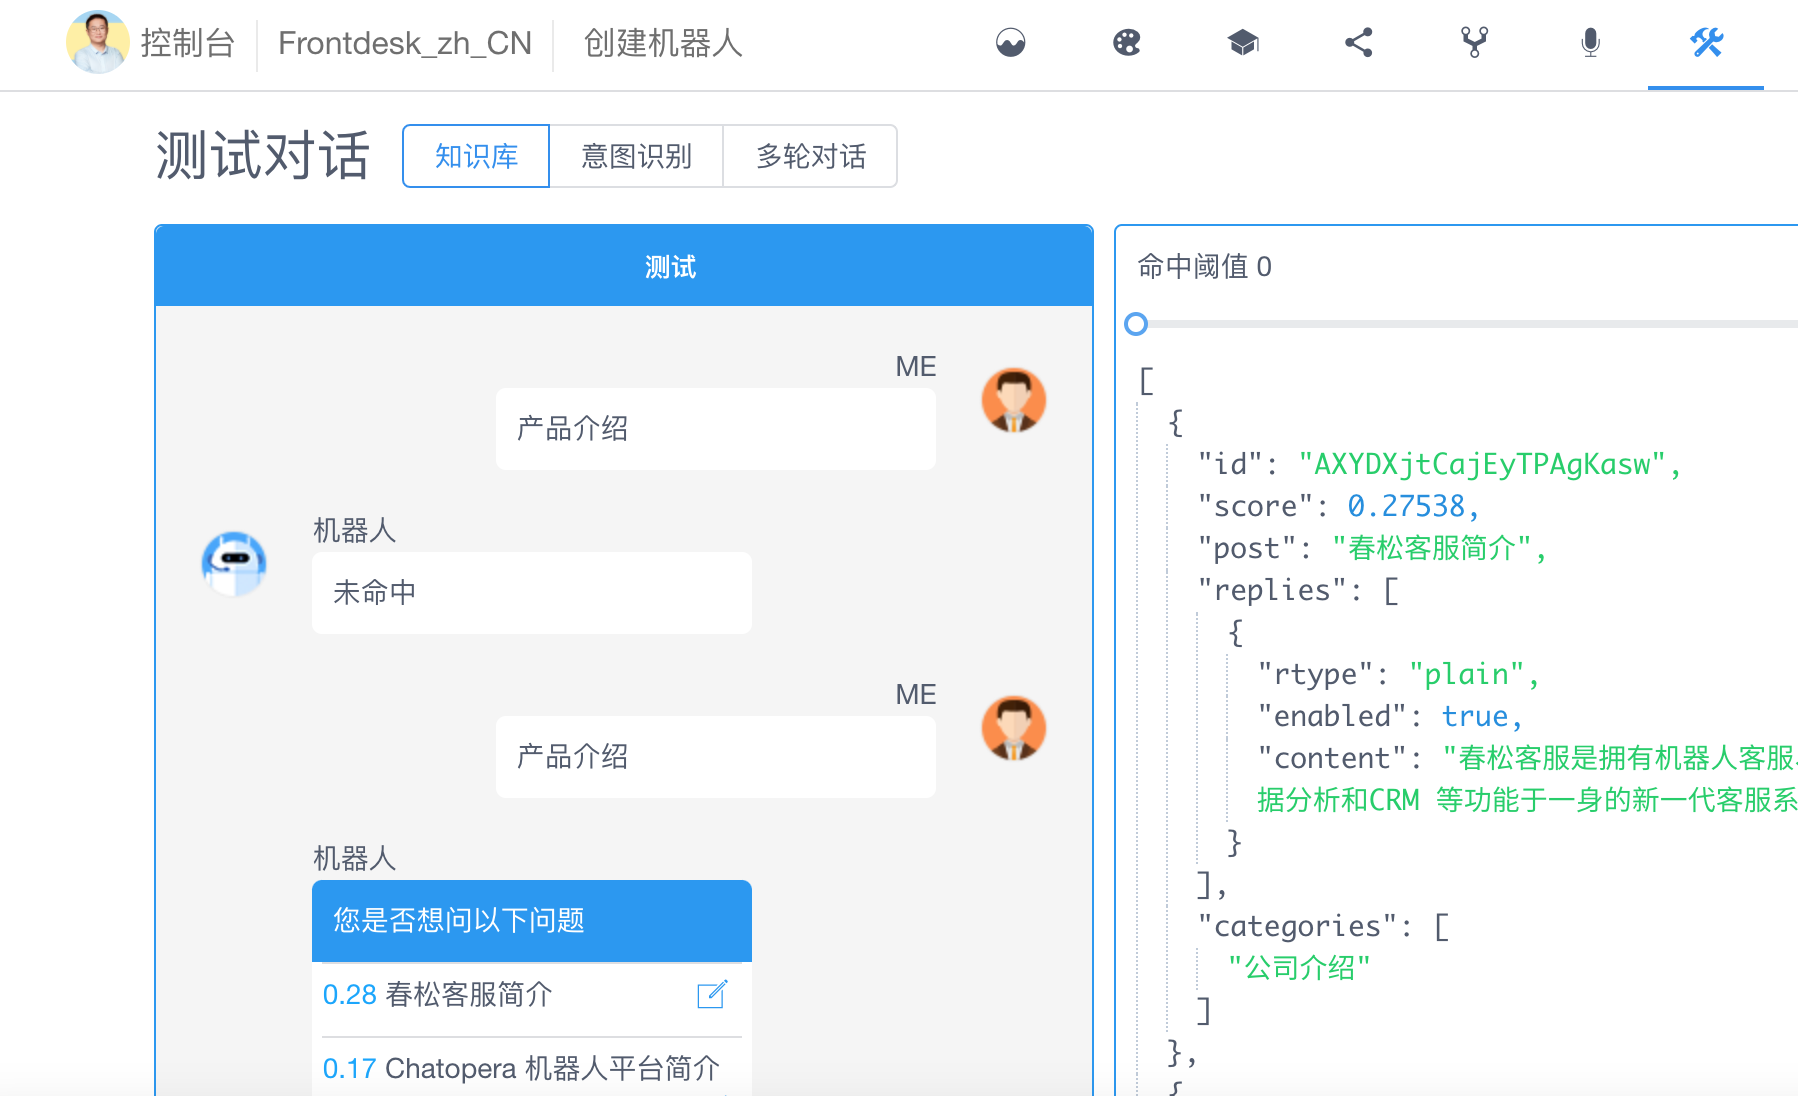 控制台
Frontdesk_zh_CN
创建机器人
测试对话
知识库
意图识别
多轮对话
测试
ME
产品介绍
机器人
未命中
ME
产品介绍
机器人
您是否想问以下问题
0.28 春松客服简介
0.17 Chatopera 机器人平台简介
命中阈值 0
[
{
"id": "AXYDXjtCajEyTPAgKasw",
"score": 0.27538,
"post": "春松客服简介",
"replies": [
{
"rtype": "plain",
"enabled": true,
"content": "春松客服是拥有机器人客服
据分析和CRM 等功能于一身的新一代客服系
}
],
"categories": [
"公司介绍"
]
},
{